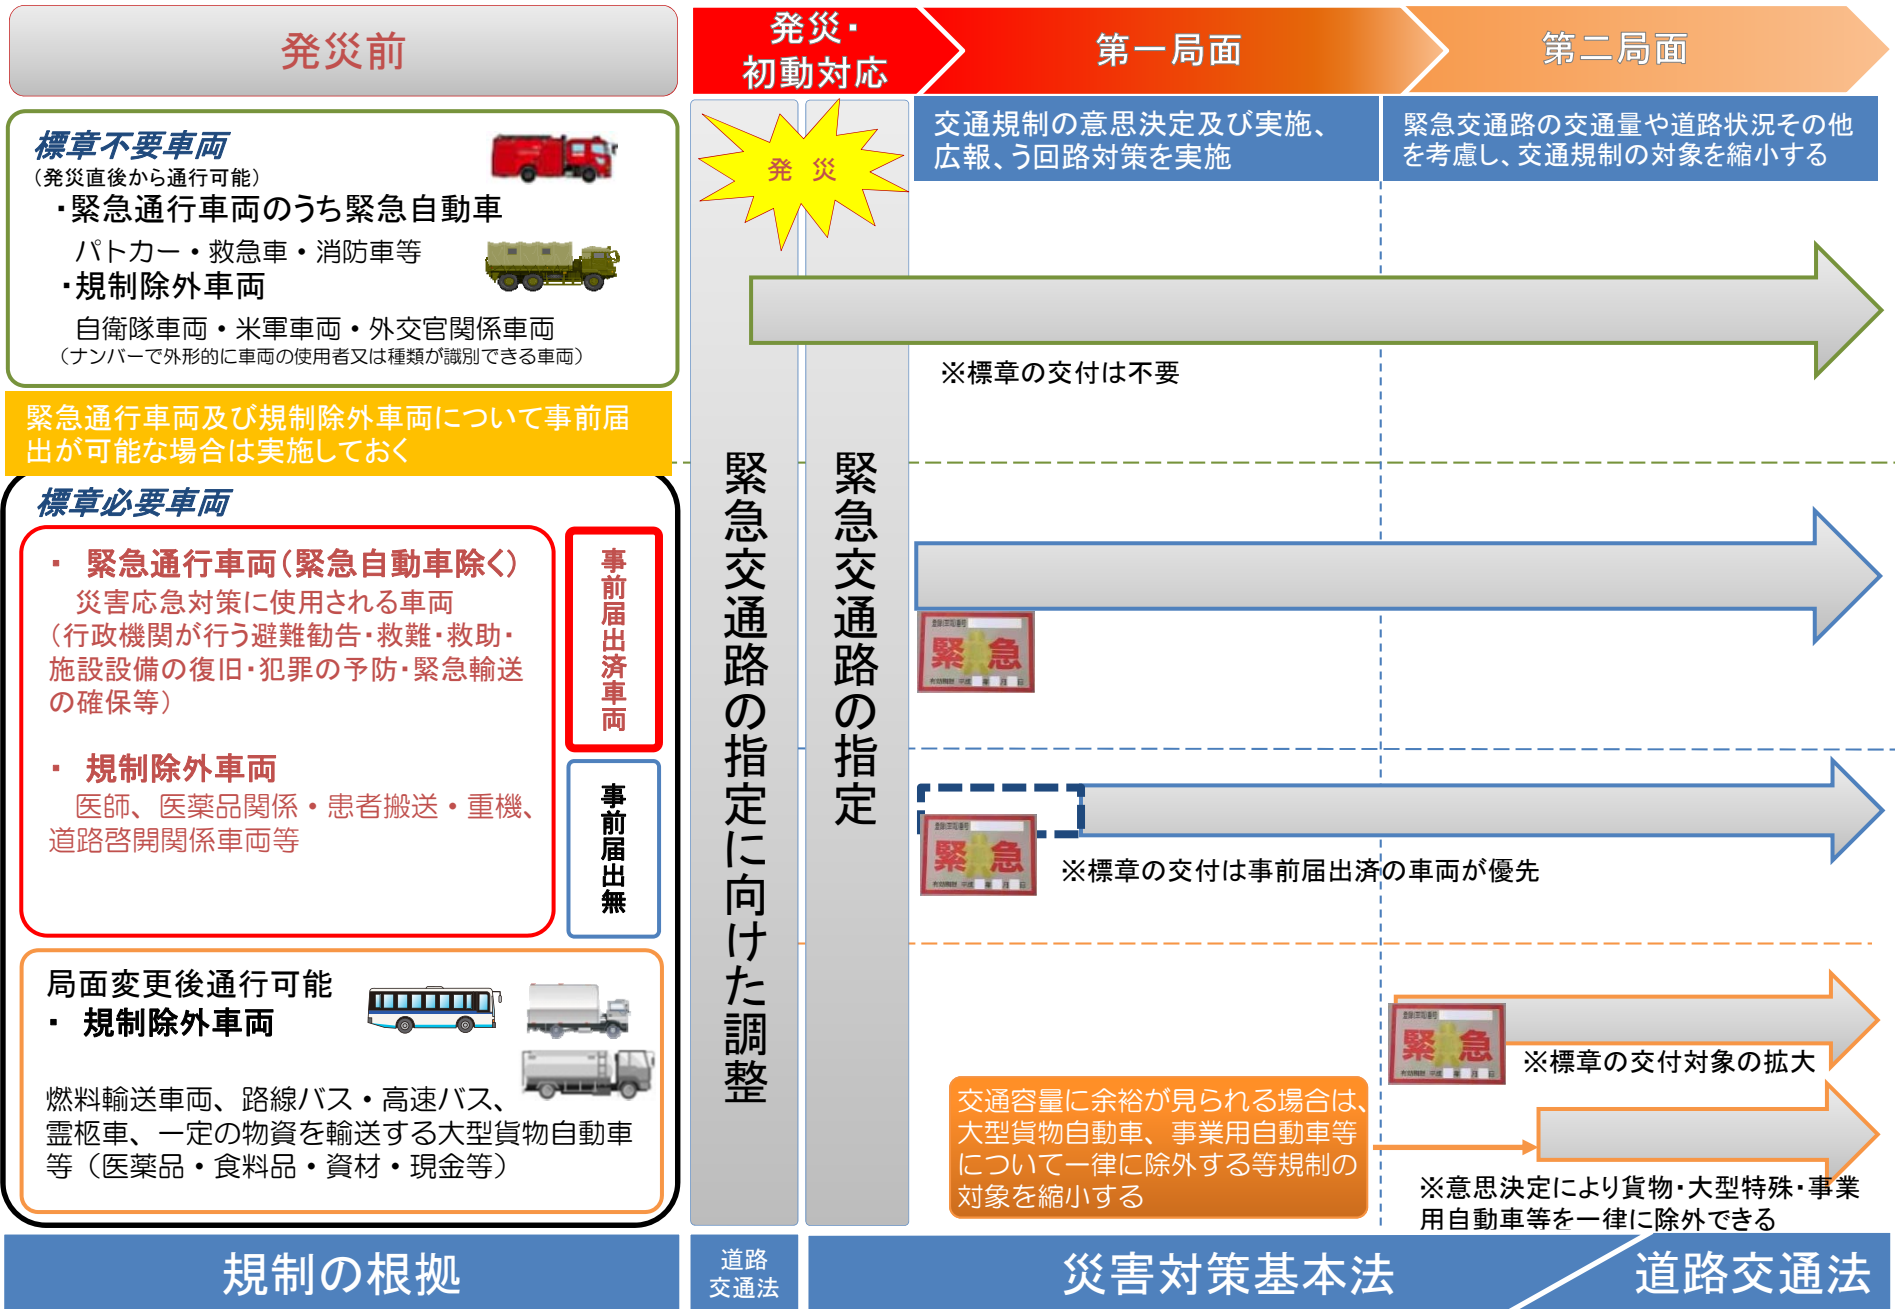 発災前
発災・
初動対応
第一局面
第二局面
標章不要車両
（発災直後から通行可能）
・緊急通行車両のうち緊急自動車
パトカー・救急車・消防車等
・規制除外車両
自衛隊車両・米軍車両・外交官関係車両
（ナンバーで外形的に車両の使用者又は種類が識別できる車両）
緊急通行車両及び規制除外車両について事前届
出が可能な場合は実施しておく
標章必要車両
・ 緊急通行車両（緊急自動車除く）
災害応急対策に使用される車両
（行政機関が行う避難勧告・救難・救助・
施設設備の復旧・犯罪の予防・緊急輸送
の確保等）
・ 規制除外車両
医師、医薬品関係・患者搬送・重機、
道路啓開関係車両等
事前届出済車両
事前届出無
局面変更後通行可能
・ 規制除外車両
燃料輸送車両、路線バス・高速バス、
霊柩車、一定の物資を輸送する大型貨物自動車
等（医薬品・食料品・資材・現金等）
発 災
緊急交通路の指定に向けた調整
緊急交通路の指定
交通規制の意思決定及び実施、
広報、う回路対策を実施
緊急交通路の交通量や道路状況その他
を考慮し、交通規制の対象を縮小する
※標章の交付は不要
緊急
緊急
※標章の交付は事前届出済の車両が優先
緊急
※標章の交付対象の拡大
交通容量に余裕が見られる場合は、
大型貨物自動車、事業用自動車等
について一律に除外する等規制の
対象を縮小する
※意思決定により貨物・大型特殊・事業
用自動車等を一律に除外できる
規制の根拠
道路
交通法
災害対策基本法
道路交通法